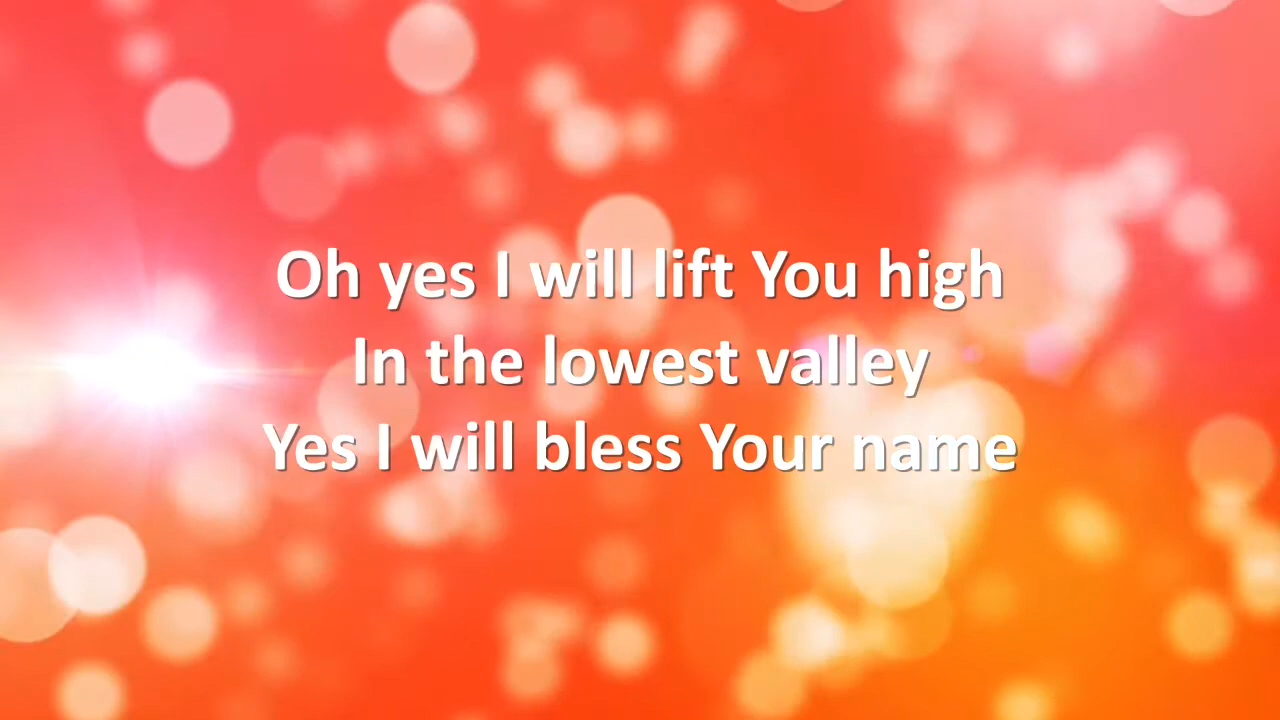 Oh yes I will lift You high
In the lowest valley
Yes I will bless Your name